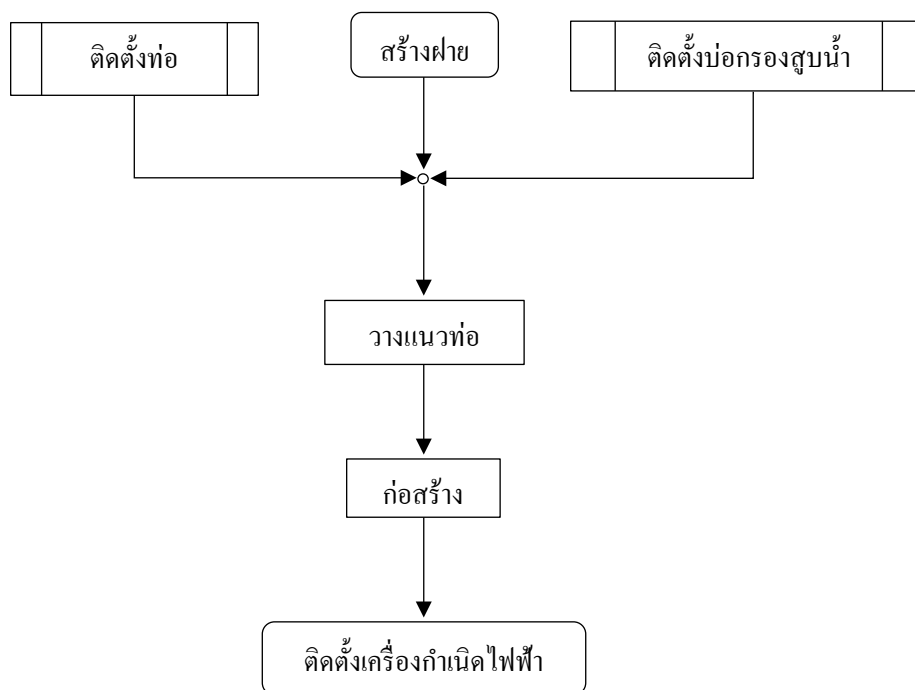 ติดตั้งท่อ
สร้างฝาย
ติดตั้งบ่อกรองสูบน้ำ
วางแนวท่อ
ก่อสร้าง
ติดตั้งเครื่องกำเนิดไฟฟ้า